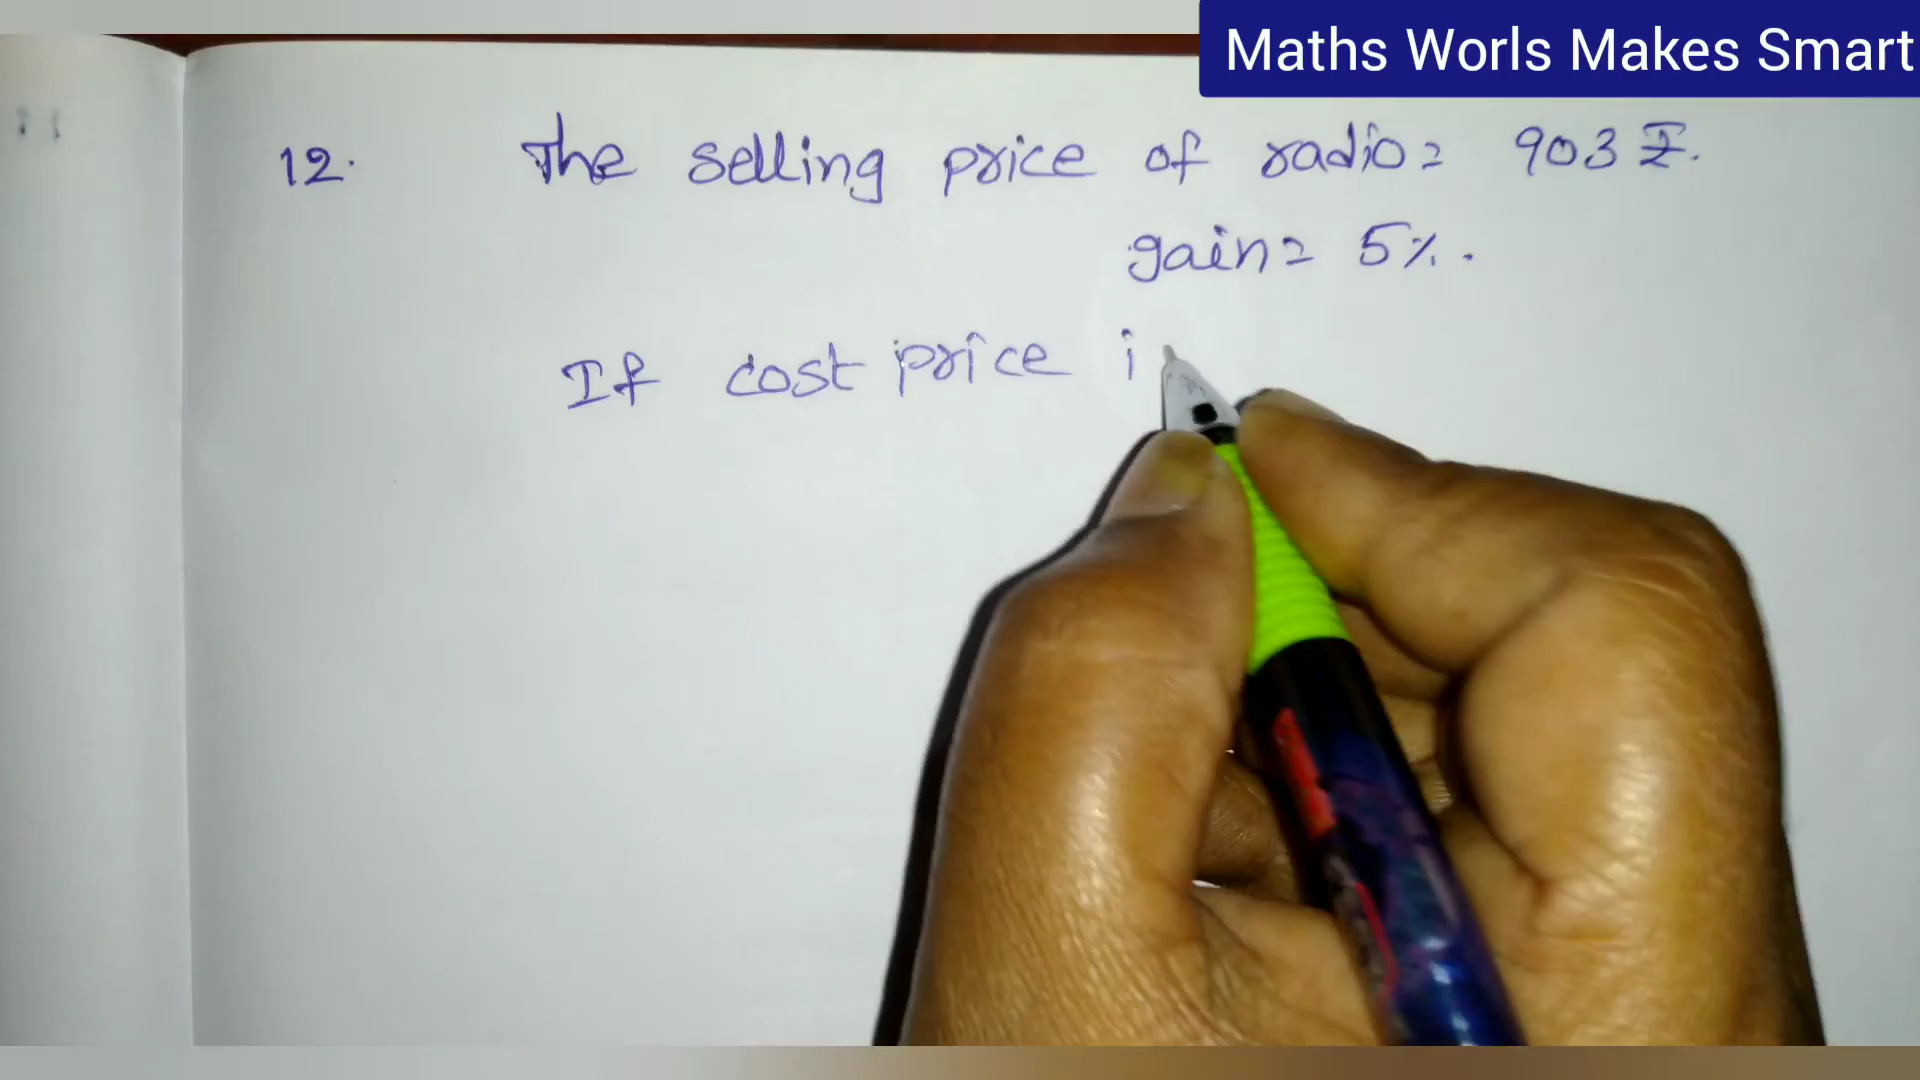 Maths Worls Makes Smart
12. The selling price of radio = 903 ₹.
gain = 5%.
If cost price i